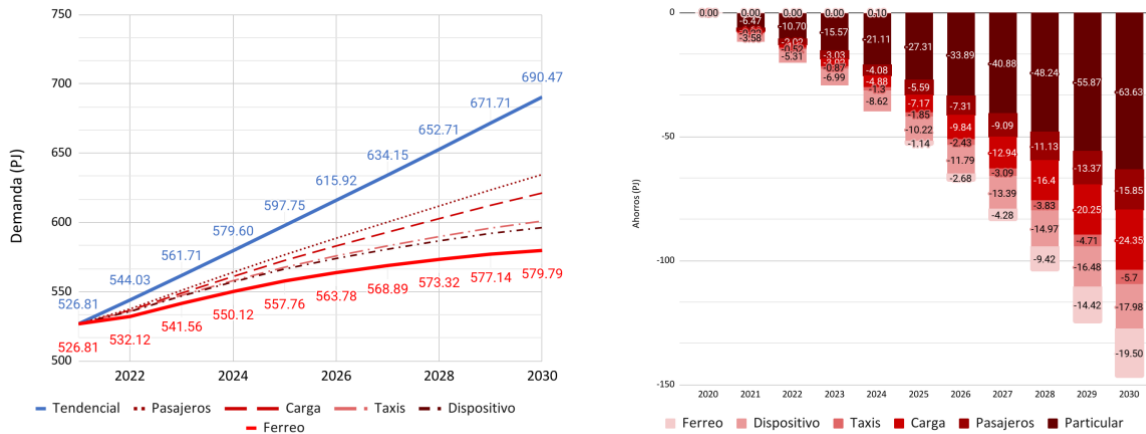 750
700
650
600
550
500
Demanda (PJ)
690.47
671.71
652.71
634.15
615.92
597.75
579.60
561.71
544.03
526.81
526.81
532.12
541.56
550.12
557.76
563.78
568.89
573.32
577.14
579.79
2022 2024 2026 2028 2030
Tendencial Pasajeros Carga Taxis Dispositivo
Ferreo
0
-50
-100
-150
Ahorros (PJ)
0.00 0.00 0.00 0.10
-6.47 -10.70 -15.57 -21.11 -27.31 -33.89 -40.88 -48.24 -55.87 -63.63
-4.08 -5.59 -7.31 -9.09 -11.13 -13.37 -15.85
-3.03 -4.88 -7.17 -9.84 -12.94 -16.4 -20.25 -24.35
-0.87 -1.3 -1.85 -2.43 -3.09 -3.83 -4.71 -5.7
-3.58 -5.31 -6.99 -8.62 -10.22 -11.79 -13.39 -14.97 -16.48 -17.98
-1.14 -2.68 -4.28 -9.42 -14.42 -19.50
2020 2021 2022 2023 2024 2025 2026 2027 2028 2029 2030
Ferreo Dispositivo Taxis Carga Pasajeros Particular